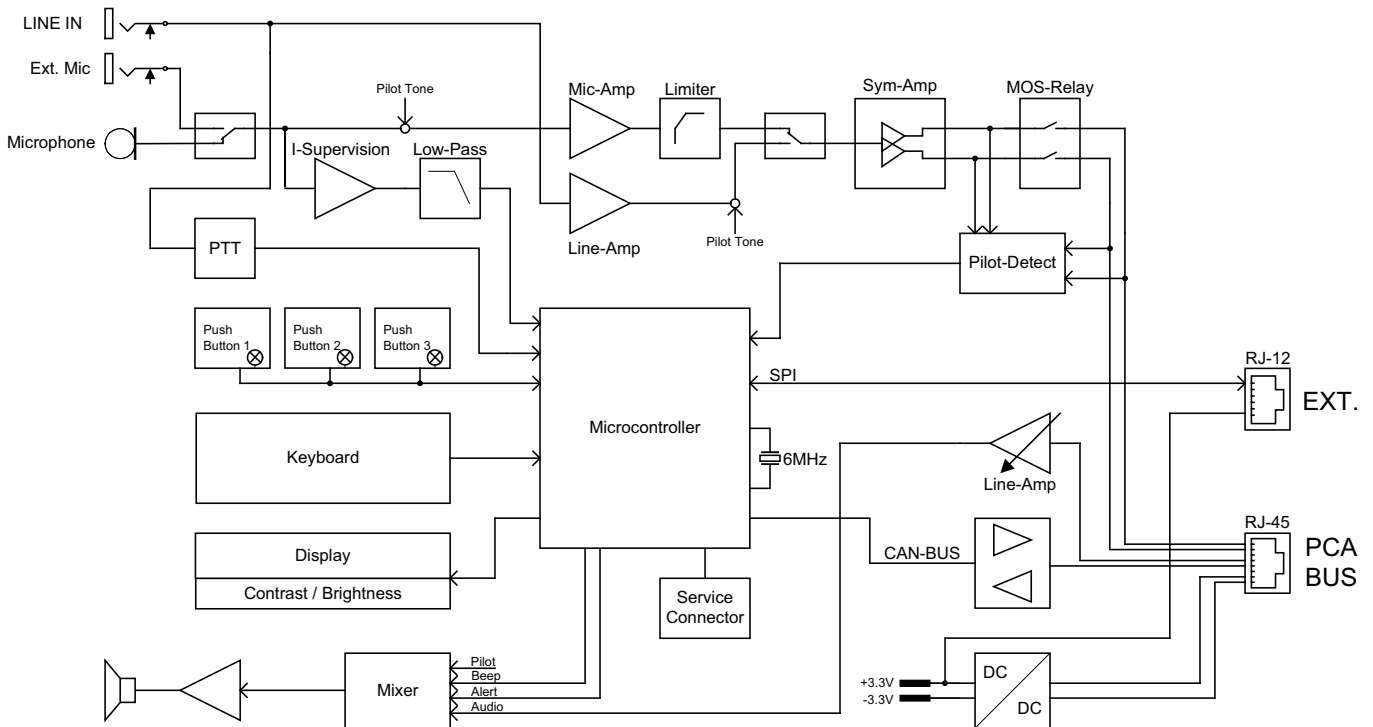 LINE IN
Ext. Mic
Microphone
Pilot Tone
I-Supervision
Low-Pass
Mic-Amp
Limiter
Sym-Amp
MOS-Relay
Line-Amp
Pilot Tone
PTT
Pilot-Detect
Push
Button 1
Push
Button 2
Push
Button 3
Microcontroller
SPI
RJ-12
EXT.
Keyboard
6MHz
Line-Amp
Display
Contrast / Brightness
CAN-BUS
RJ-45
PCA
BUS
Service
Connector
Mixer
Pilot
Beep
Alert
Audio
+3.3V
-3.3V
DC
DC